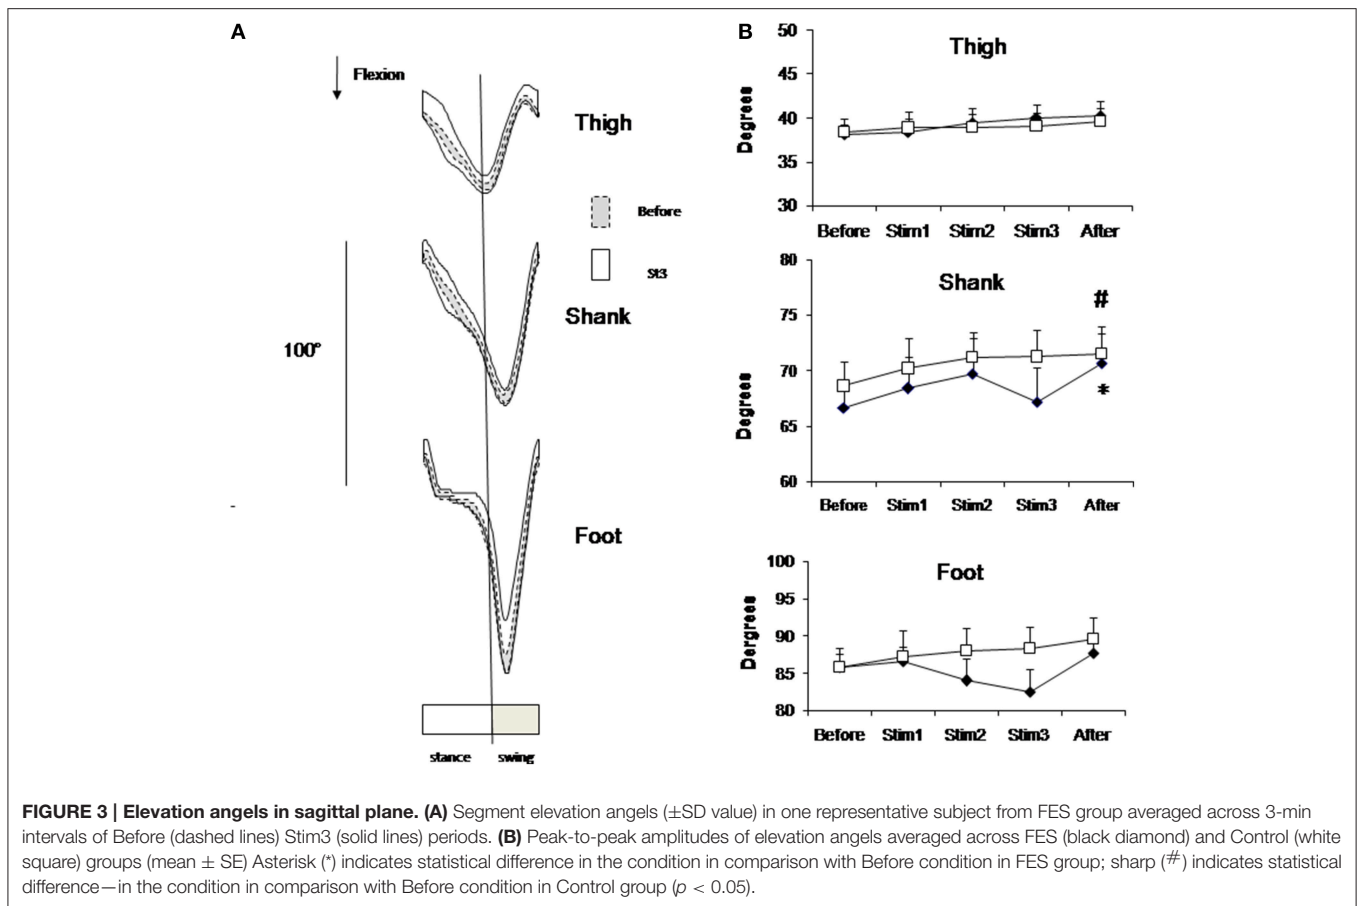 A
Flexion
Thigh
Before
St3
Shank
100°
Foot
-
stance swing
B
50
45
40
35
30
Degrees
Thigh
Before Stim1 Stim2 Stim3 After
80
75
70
65
60
Degrees
Shank
#
*
Before Stim1 Stim2 Stim3 After
100
95
90
85
80
Dergrees
Foot
Before Stim1 Stim2 Stim3 After
FIGURE 3 | Elevation angels in sagittal plane. (A) Segment elevation angels (±SD value) in one representative subject from FES group averaged across 3-min
intervals of Before (dashed lines) Stim3 (solid lines) periods. (B) Peak-to-peak amplitudes of elevation angels averaged across FES (black diamond) and Control (white
square) groups (mean ± SE) Asterisk (*) indicates statistical difference in the condition in comparison with Before condition in FES group; sharp (#) indicates statistical
difference—in the condition in comparison with Before condition in Control group (p < 0.05).